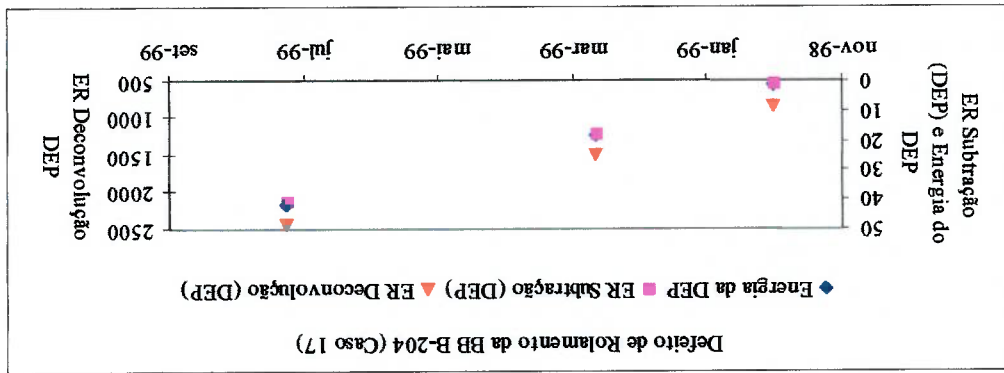 Defeito de Rolamento da BB B-204 (Caso 17)
Energia da DEP ER Subtração (DEP) ER Deconvolução (DEP)
ER Subtração
(DEP) e Energia do
DEP
50
40
30
20
10
0
2500
2000
1500
1000
500
ER Deconvolução
DEP
nov-98 jan-99 mar-99 mai-99 jul-99 set-99